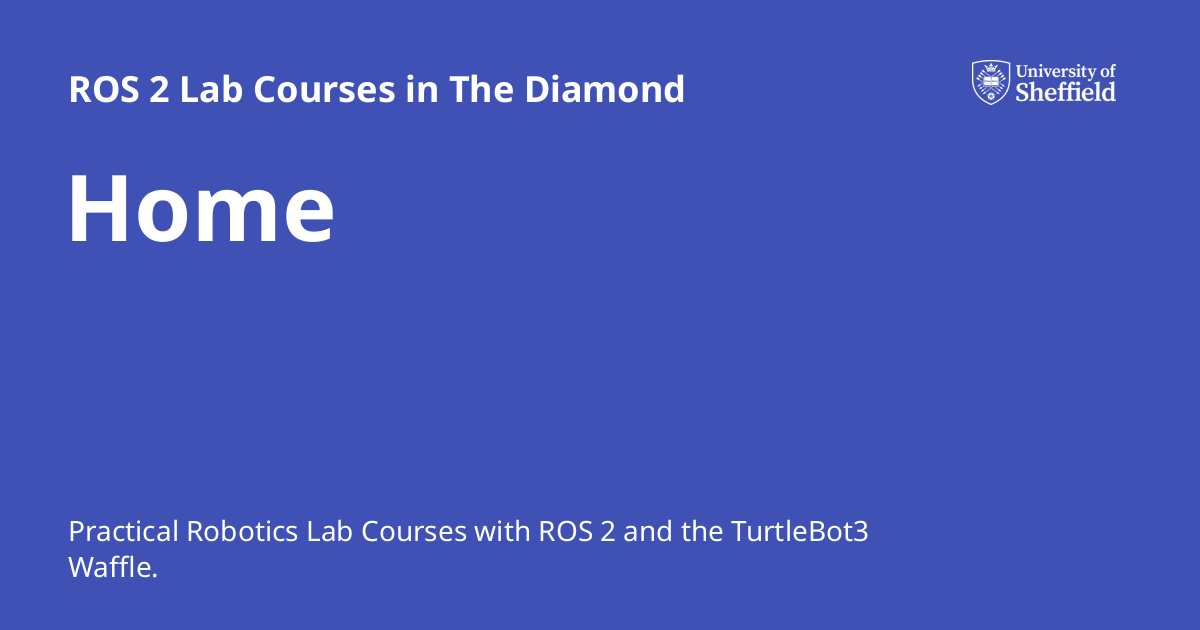 ROS 2 Lab Courses in The Diamond
University of
Sheffield
Home
Practical Robotics Lab Courses with ROS 2 and the TurtleBot3
Waffle.